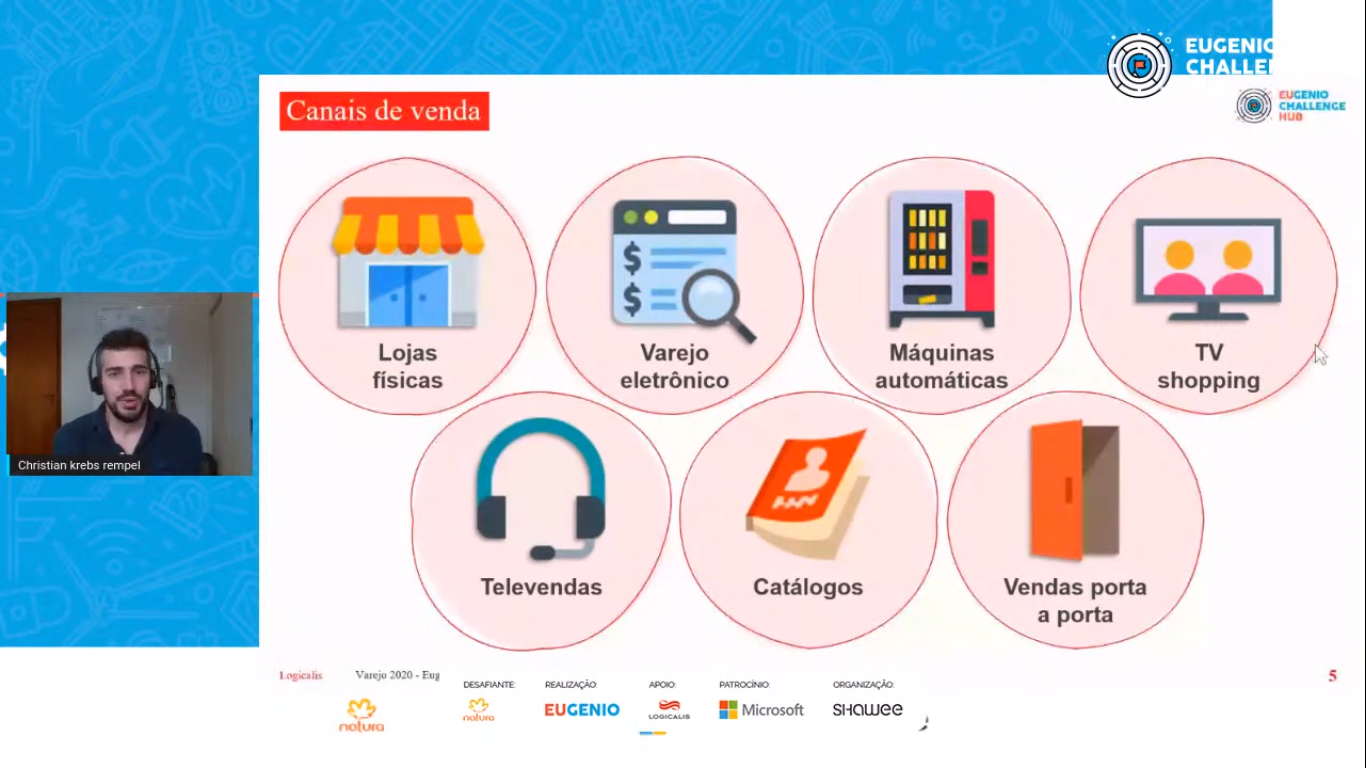 EUGENIO
CHALLE
Canais de venda
EUGENIO
CHALLENGE
HUB
$
$
Lojas
físicas
Varejo
eletrônico
Máquinas
automáticas
TV
shopping
Christian krebs rempel
Televendas
Catálogos
Vendas porta
a porta
Logicalis
Varejo 2020 - Eug
5
DESAFIANTE:
REALIZAÇÃO:
APOIO:
PATROCÍNIO:
ORGANIZAÇÃO:
natura
natura
EUGENIO
LOGICALIS
Microsoft
SHAWEE